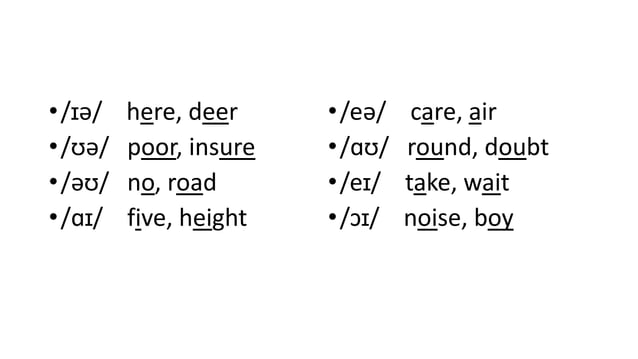 • /ɪə/ here, deer
• /ʊə/ poor, insure
• /əʊ/ no, road
• /ɑɪ/ five, height
• /eə/ care, air
• /ɑʊ/ round, doubt
• /eɪ/ take, wait
• /ɔɪ/ noise, boy